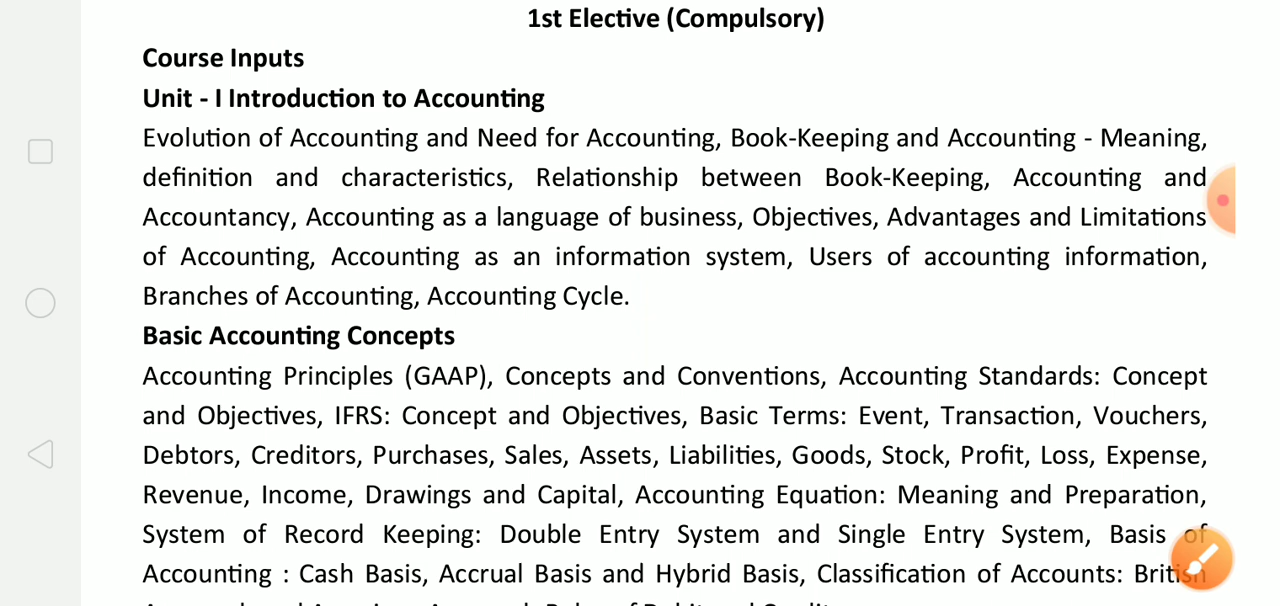 1st Elective (Compulsory)
Course Inputs
Unit - I Introduction to Accounting
Evolution of Accounting and Need for Accounting, Book-Keeping and Accounting - Meaning,
definition and characteristics, Relationship between Book-Keeping, Accounting and
Accountancy, Accounting as a language of business, Objectives, Advantages and Limitations
of Accounting, Accounting as an information system, Users of accounting information,
Branches of Accounting, Accounting Cycle.
Basic Accounting Concepts
Accounting Principles (GAAP), Concepts and Conventions, Accounting Standards: Concept
and Objectives, IFRS: Concept and Objectives, Basic Terms: Event, Transaction, Vouchers,
Debtors, Creditors, Purchases, Sales, Assets, Liabilities, Goods, Stock, Profit, Loss, Expense,
Revenue, Income, Drawings and Capital, Accounting Equation: Meaning and Preparation,
System of Record Keeping: Double Entry System and Single Entry System, Basis of
Accounting : Cash Basis, Accrual Basis and Hybrid Basis, Classification of Accounts: British